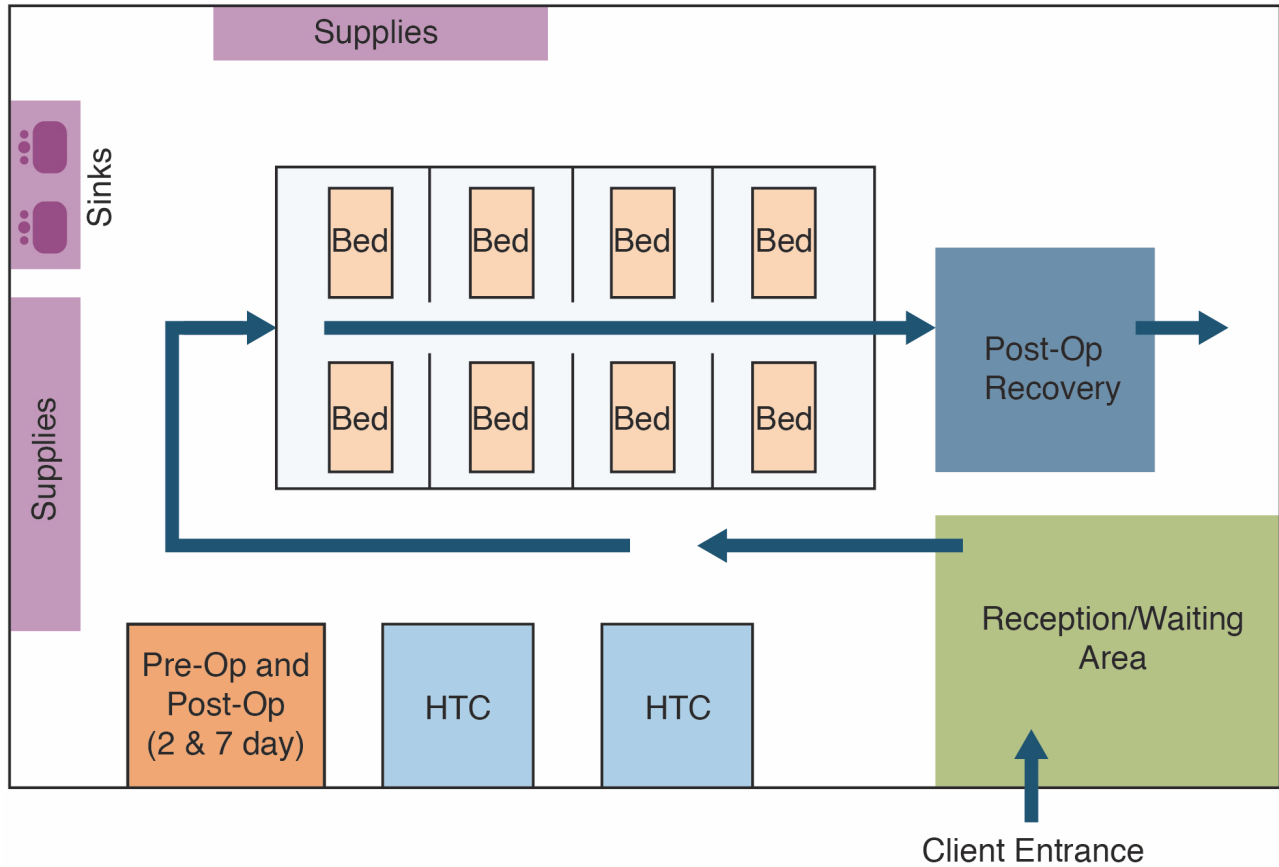 Supplies
Sinks
Bed Bed Bed Bed
Post-Op
Recovery
Bed Bed Bed Bed
Supplies
Reception/Waiting
Area
Pre-Op and
Post-Op
(2 & 7 day)
HTC
HTC
Client Entrance